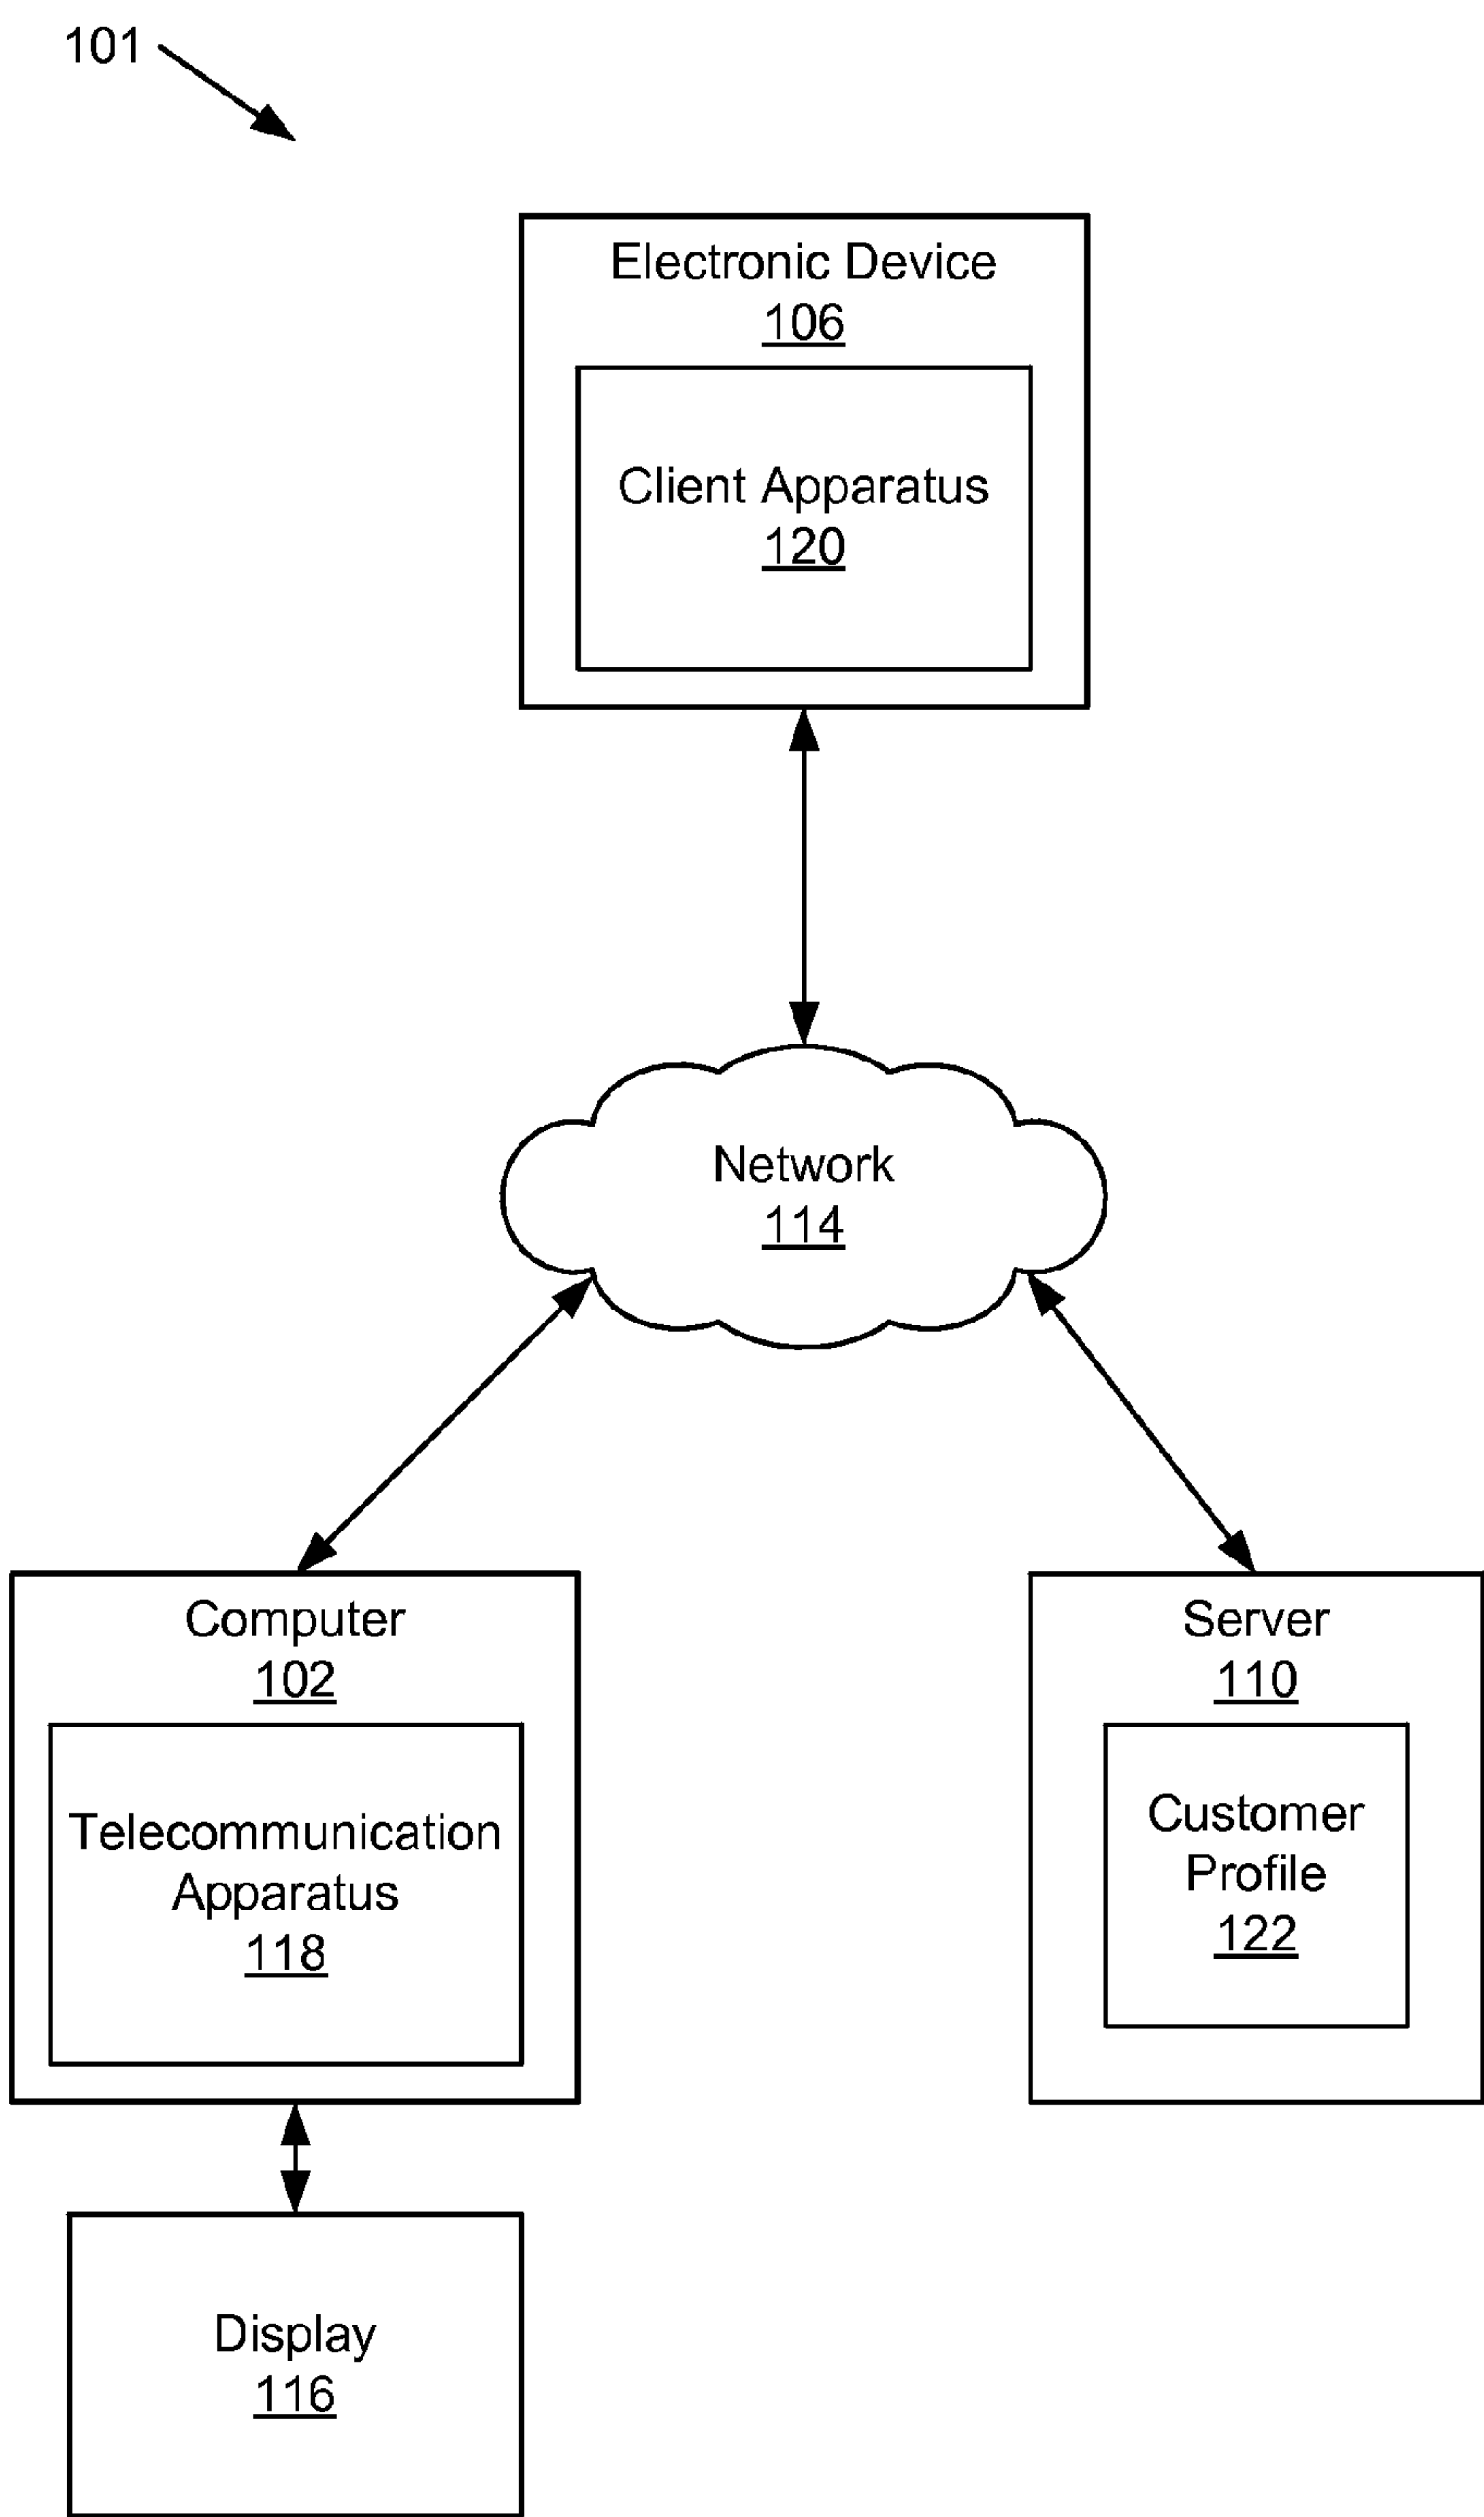 101
Electronic Device
106
Client Apparatus
120
Network
114
Computer
102
Telecommunication
Apparatus
118
Server
110
Customer
Profile
122
Display
116